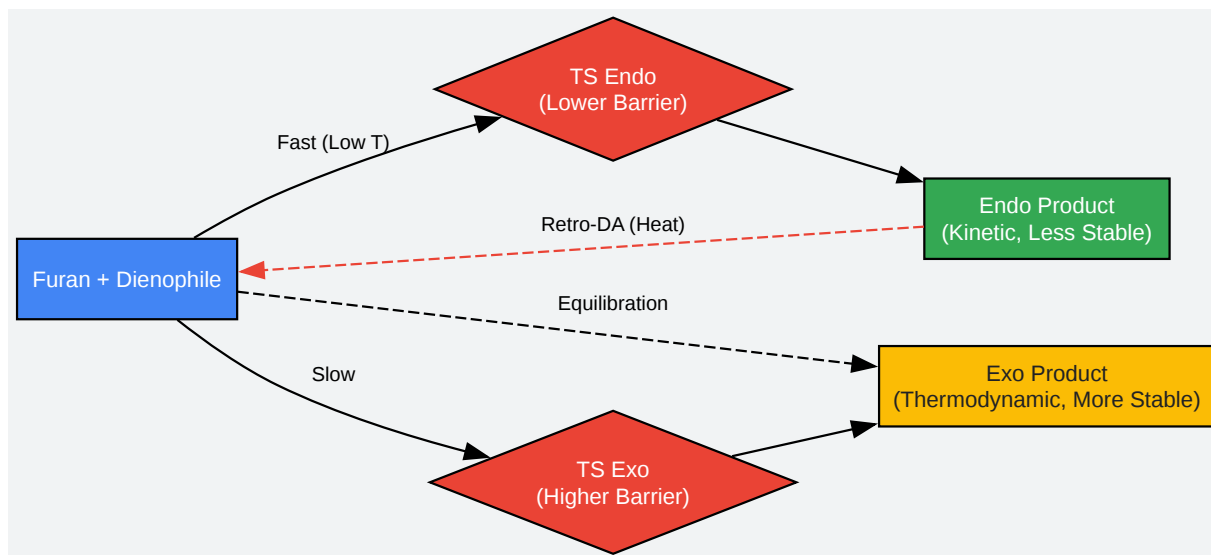 TS Endo
(Lower Barrier)
Fast (Low T)
Endo Product
(Kinetic, Less Stable)
Retro-DA (Heat)
Furan + Dienophile
Equilibration
Exo Product
(Thermodynamic, More Stable)
Slow
TS Exo
(Higher Barrier)